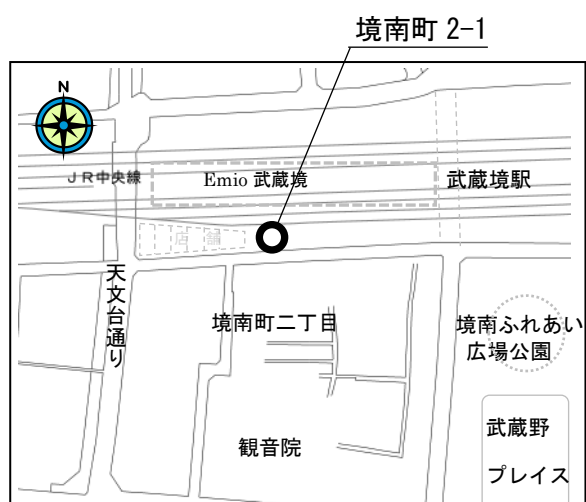 境南町 2-1
N
JR中央線
Emio 武蔵境
武蔵境駅
店舗
天文台通り
境南町二丁目
境南ふれあい
広場公園
観音院
武蔵野
プレイス